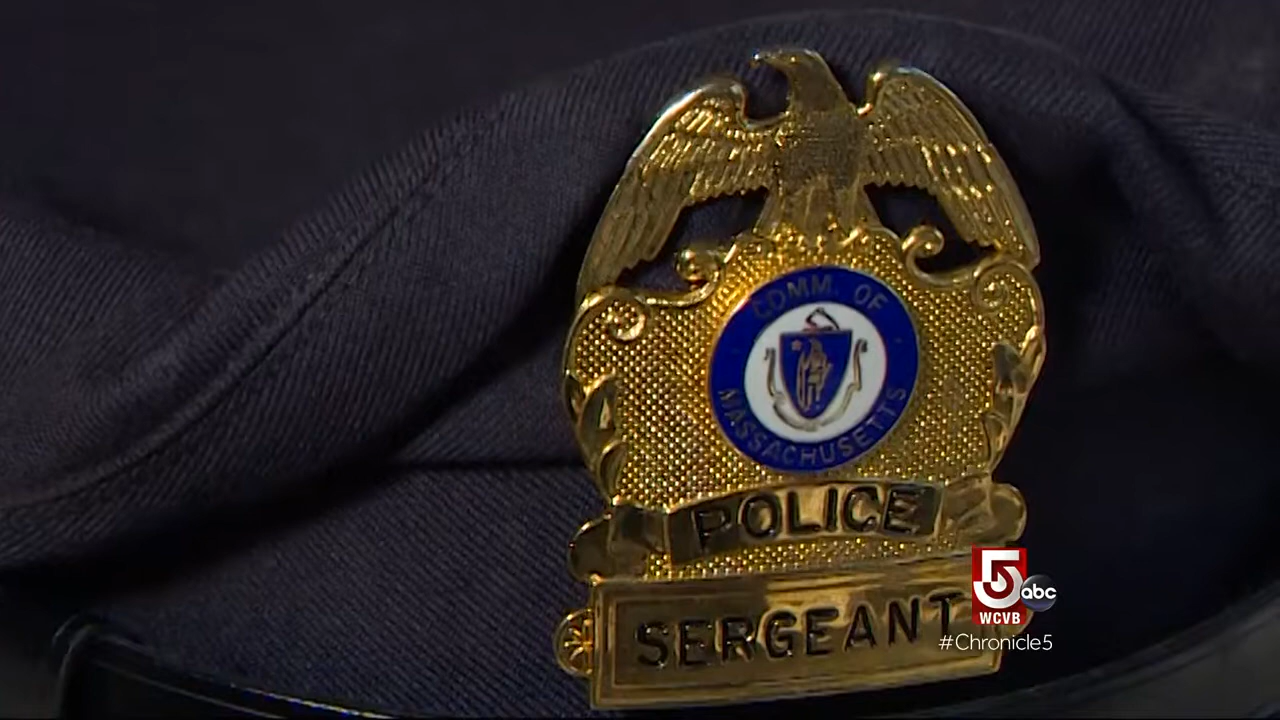 COMM. OF
MASSACHUSETTS
POLICE
SERGEANT
5
abc
WCVB
#Chronicle5